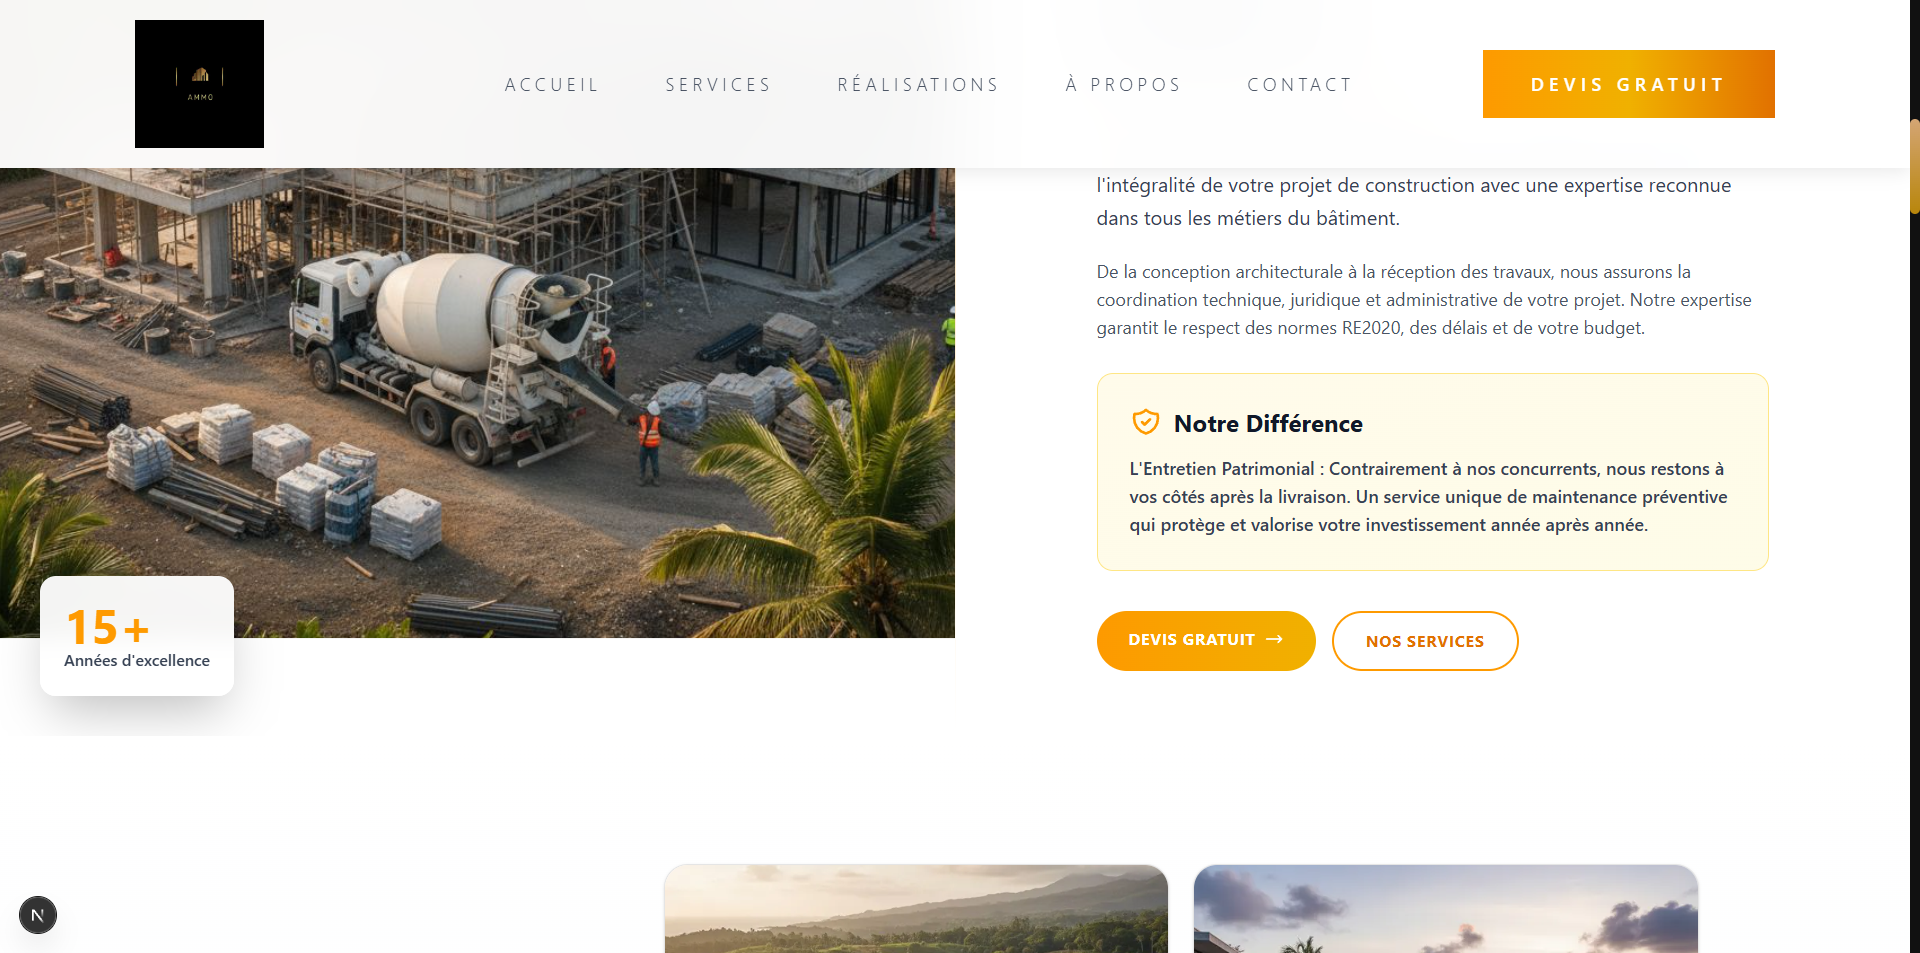 AMMO
ACCUEIL
SERVICES
RÉALISATIONS
À PROPOS
CONTACT
DEVIS GRATUIT
l'intégralité de votre projet de construction avec une expertise reconnue
dans tous les métiers du bâtiment.
De la conception architecturale à la réception des travaux, nous assurons la
coordination technique, juridique et administrative de votre projet. Notre expertise
garantit le respect des normes RE2020, des délais et de votre budget.
Notre Différence
L'Entretien Patrimonial : Contrairement à nos concurrents, nous restons à
vos côtés après la livraison. Un service unique de maintenance préventive
qui protège et valorise votre investissement année après année.
DEVIS GRATUIT →
NOS SERVICES
15+
Années d'excellence
N